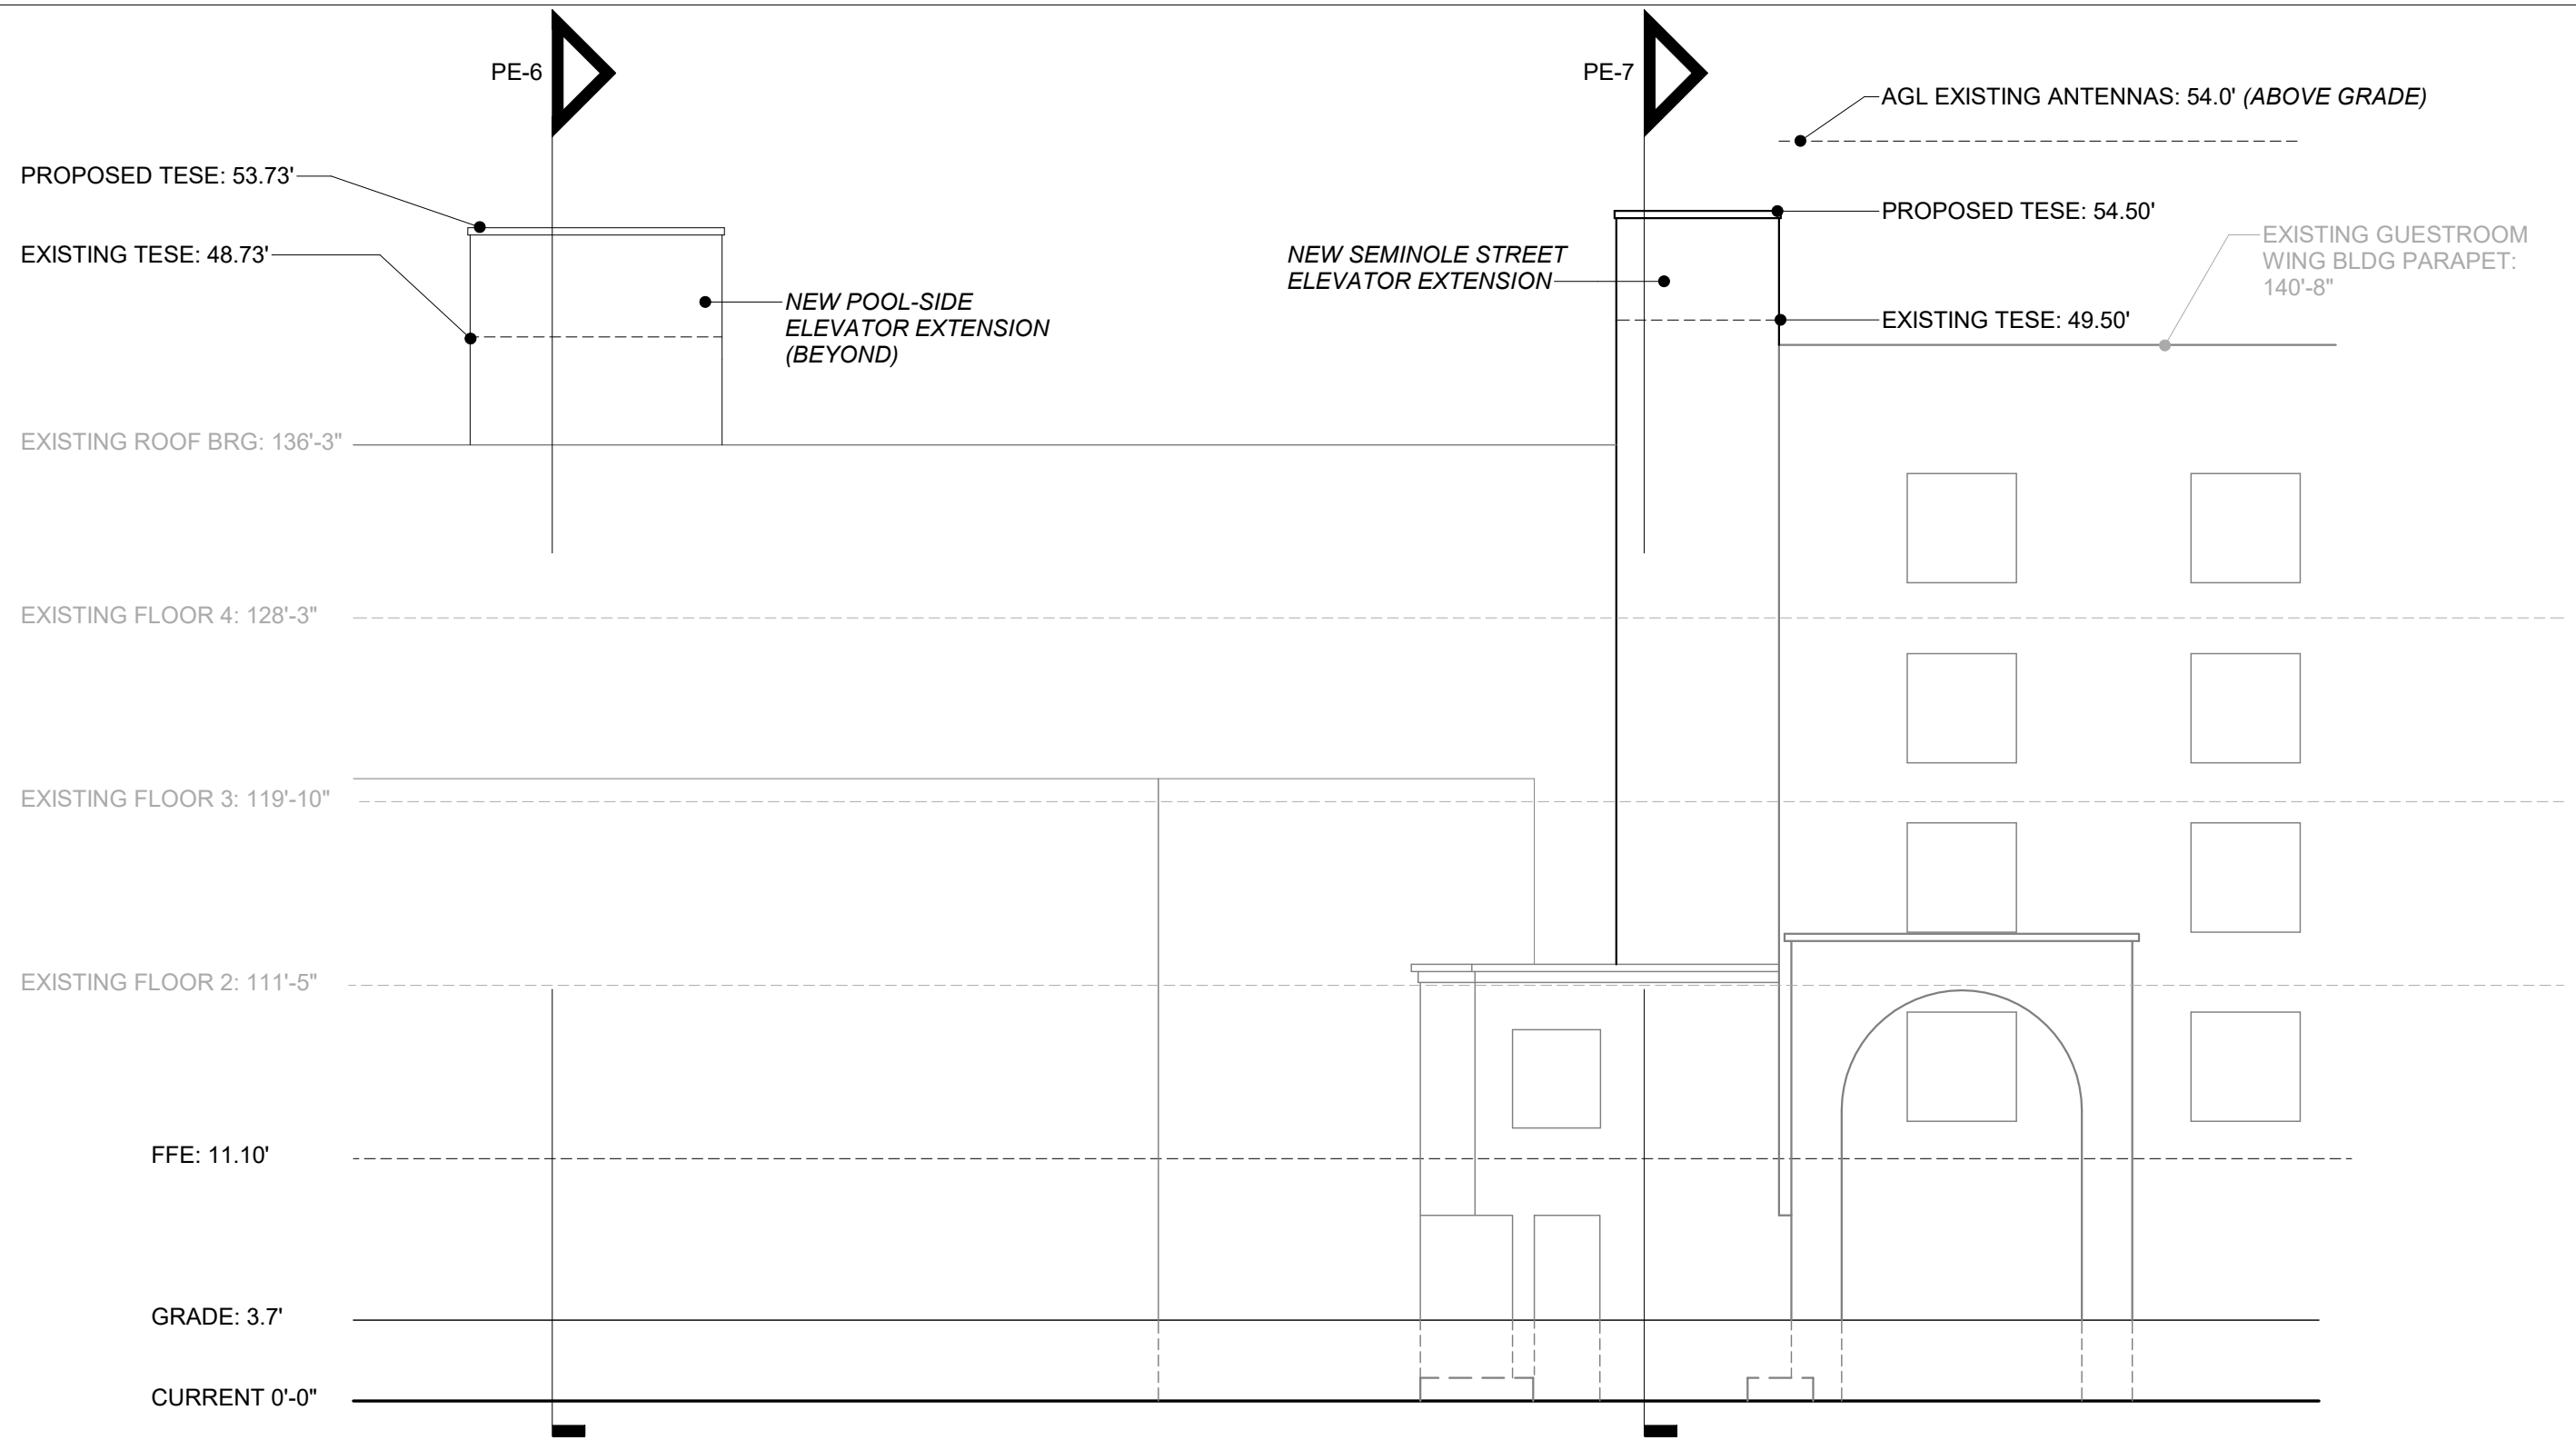 PE-6
PE-7
AGL EXISTING ANTENNAS: 54.0' (ABOVE GRADE)
PROPOSED TESE: 53.73'
PROPOSED TESE: 54.50'
EXISTING TESE: 48.73'
NEW SEMINOLE STREET
ELEVATOR EXTENSION
EXISTING GUESTROOM
WING BLDG PARAPET:
140'-8"
NEW POOL-SIDE
ELEVATOR EXTENSION
(BEYOND)
EXISTING TESE: 49.50'
EXISTING ROOF BRG: 136'-3"
EXISTING FLOOR 4: 128'-3"
EXISTING FLOOR 3: 119'-10"
EXISTING FLOOR 2: 111'-5"
FFE: 11.10'
GRADE: 3.7'
CURRENT 0'-0"